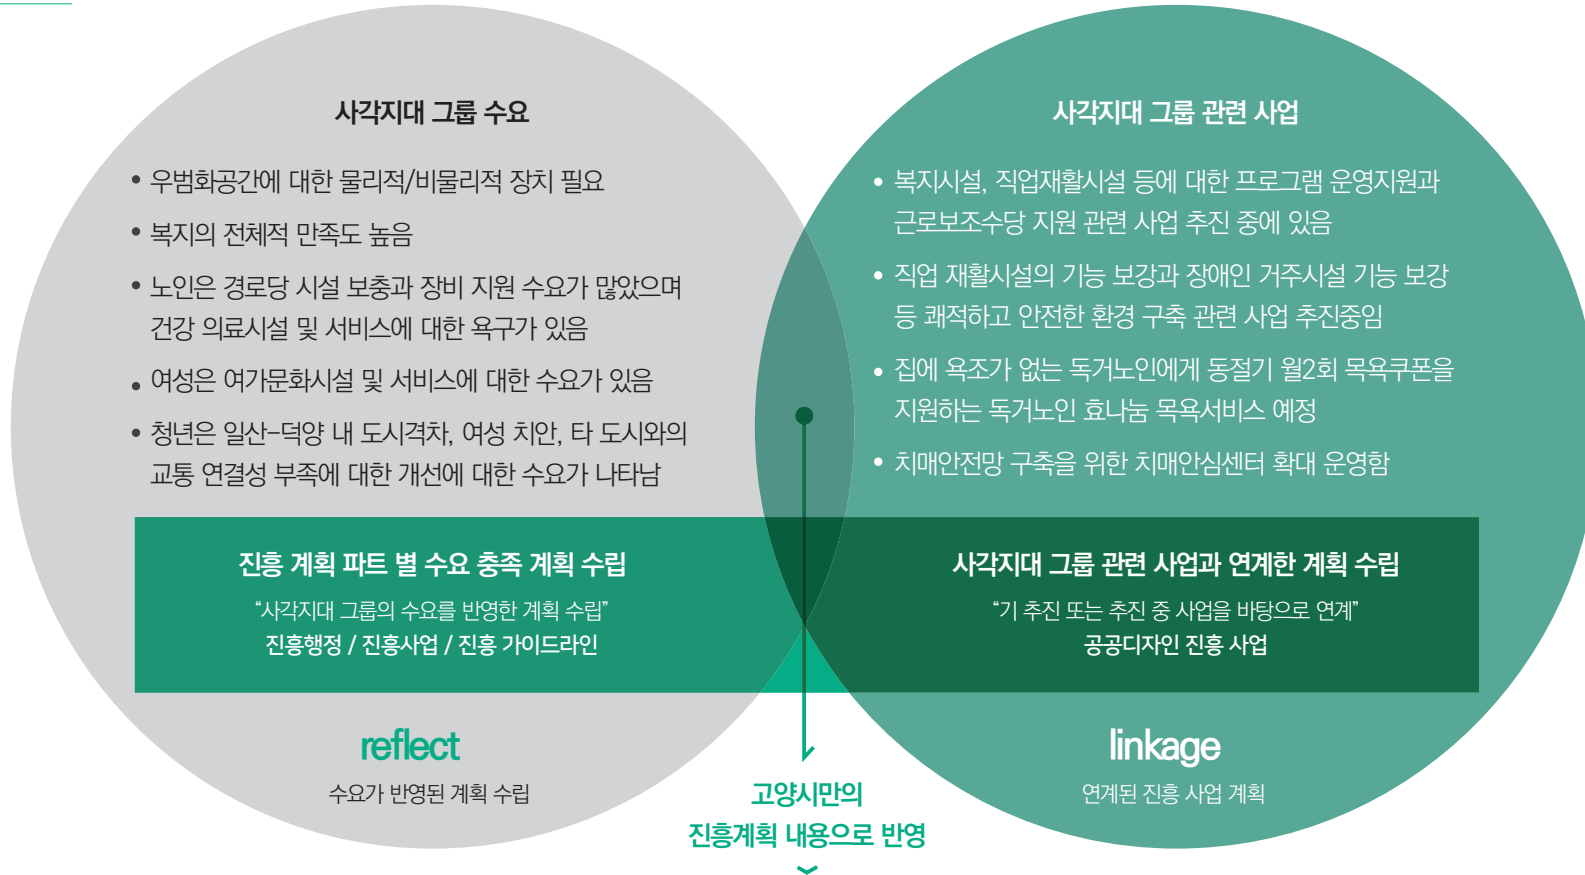 사각지대 그룹 수요
• 우범화공간에 대한 물리적/비물리적 장치 필요
• 복지의 전체적 만족도 높음
• 노인은 경로당 시설 보충과 장비 지원 수요가 많았으며
건강 의료시설 및 서비스에 대한 욕구가 있음
• 여성은 여가문화시설 및 서비스에 대한 수요가 있음
• 청년은 일산-덕양 내 도시격차, 여성 치안, 타 도시와의
교통 연결성 부족에 대한 개선에 대한 수요가 나타남
진흥 계획 파트 별 수요 충족 계획 수립
“사각지대 그룹의 수요를 반영한 계획 수립”
진흥행정 / 진흥사업 / 진흥 가이드라인
reflect
수요가 반영된 계획 수립
사각지대 그룹 관련 사업
• 복지시설, 직업재활시설 등에 대한 프로그램 운영지원과
근로보조수당 지원 관련 사업 추진 중에 있음
• 직업 재활시설의 기능 보강과 장애인 거주시설 기능 보강
등 쾌적하고 안전한 환경 구축 관련 사업 추진중임
• 집에 욕조가 없는 독거노인에게 동절기 월2회 목욕쿠폰을
지원하는 독거노인 효나눔 목욕서비스 예정
• 치매안전망 구축을 위한 치매안심센터 확대 운영함
사각지대 그룹 관련 사업과 연계한 계획 수립
“기 추진 또는 추진 중 사업을 바탕으로 연계”
공공디자인 진흥 사업
linkage
연계된 진흥 사업 계획
고양시만의
진흥계획 내용으로 반영